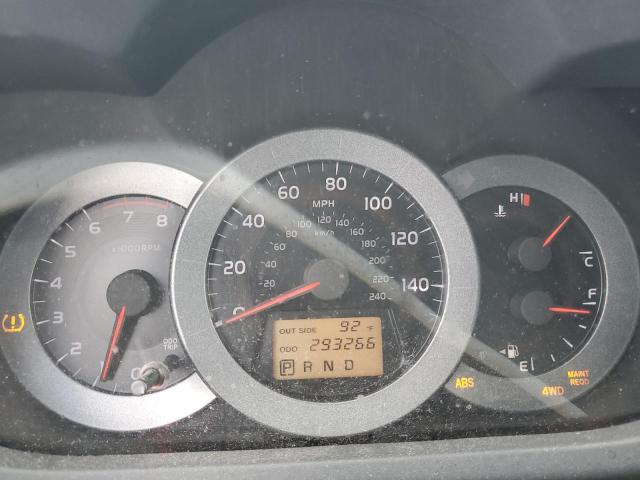 0 1 2 3 4 5 6 7 8
x1000RPM
ODO
TRIP
0 20 40 60 80 100 120 140
MPH
20 40 60 80 100 120 140 160 180 200 220 240
km/h
OUT SIDE 92 °F
ODO 293266
P R N D
H
C
F
E
ABS
4WD
MAINT
REQD